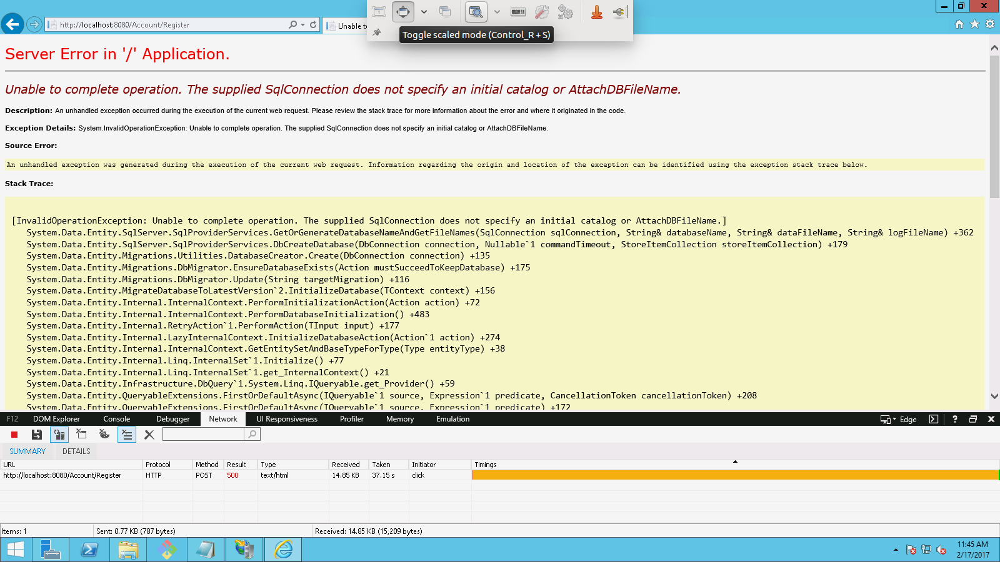 http://localhost:8080/Account/Register
Unable to
Toggle scaled mode (Control_R + S)
Server Error in '/' Application.
Unable to complete operation. The supplied SqlConnection does not specify an initial catalog or AttachDBFileName.
Description: An unhandled exception occurred during the execution of the current web request. Please review the stack trace for more information about the error and where it originated in the code.
Exception Details: System.InvalidOperationException: Unable to complete operation. The supplied SqlConnection does not specify an initial catalog or AttachDBFileName.
Source Error:
An unhandled exception was generated during the execution of the current web request. Information regarding the origin and location of the exception can be identified using the exception stack trace below.
Stack Trace:
[InvalidOperationException: Unable to complete operation. The supplied SqlConnection does not specify an initial catalog or AttachDBFileName.]
System.Data.Entity.SqlServer.SqlProviderServices.GetOrGenerateDatabaseNameAndGetFileNames(SqlConnection sqlConnection, String& databaseName, String& dataFileName, String& logFileName) +362
System.Data.Entity.SqlServer.SqlProviderServices.DbCreateDatabase(DbConnection connection, Nullable`1 commandTimeout, StoreItemCollection storeItemCollection) +179
System.Data.Entity.Migrations.Utilities.DatabaseCreator.Create(DbConnection connection) +135
System.Data.Entity.Migrations.DbMigrator.EnsureDatabaseExists(Action mustSucceedToKeepDatabase) +175
System.Data.Entity.Migrations.DbMigrator.Update(String targetMigration) +116
System.Data.Entity.MigrateDatabaseToLatestVersion`2.InitializeDatabase(TContext context) +156
System.Data.Entity.Internal.InternalContext.PerformInitializationAction(Action action) +72
System.Data.Entity.Internal.InternalContext.PerformDatabaseInitialization() +483
System.Data.Entity.Internal.RetryAction`1.PerformAction(TInput input) +177
System.Data.Entity.Internal.LazyInternalContext.InitializeDatabaseAction(Action`1 action) +274
System.Data.Entity.Internal.InternalContext.GetEntitySetAndBaseTypeForType(Type entityType) +38
System.Data.Entity.Internal.Linq.InternalSet`1.Initialize() +77
System.Data.Entity.Internal.Linq.InternalSet`1.get_InternalContext() +21
System.Data.Entity.Infrastructure.DbQuery`1.System.Linq.IQueryable.get_Provider() +59
System.Data.Entity.QueryableExtensions.FirstOrDefaultAsync(IQueryable`1 source, Expression`1 predicate, CancellationToken cancellationToken) +208
System.Data.Entity.QueryableExtensions.FirstOrDefaultAsync(IQueryable`1 source, Expression`1 predicate) +172
F12 DOM Explorer Console Debugger Network UI Responsiveness Profiler Memory Emulation Edge ?
SUMMARY DETAILS
URL Protocol Method Result Type Received Taken Initiator Timings
http://localhost:8080/Account/Register HTTP POST 500 text/html 14.85 KB 37.15 s click
Items: 1 Sent: 0.77 KB (787 bytes) Received: 14.85 KB (15,209 bytes)
11:45 AM
2/17/2017